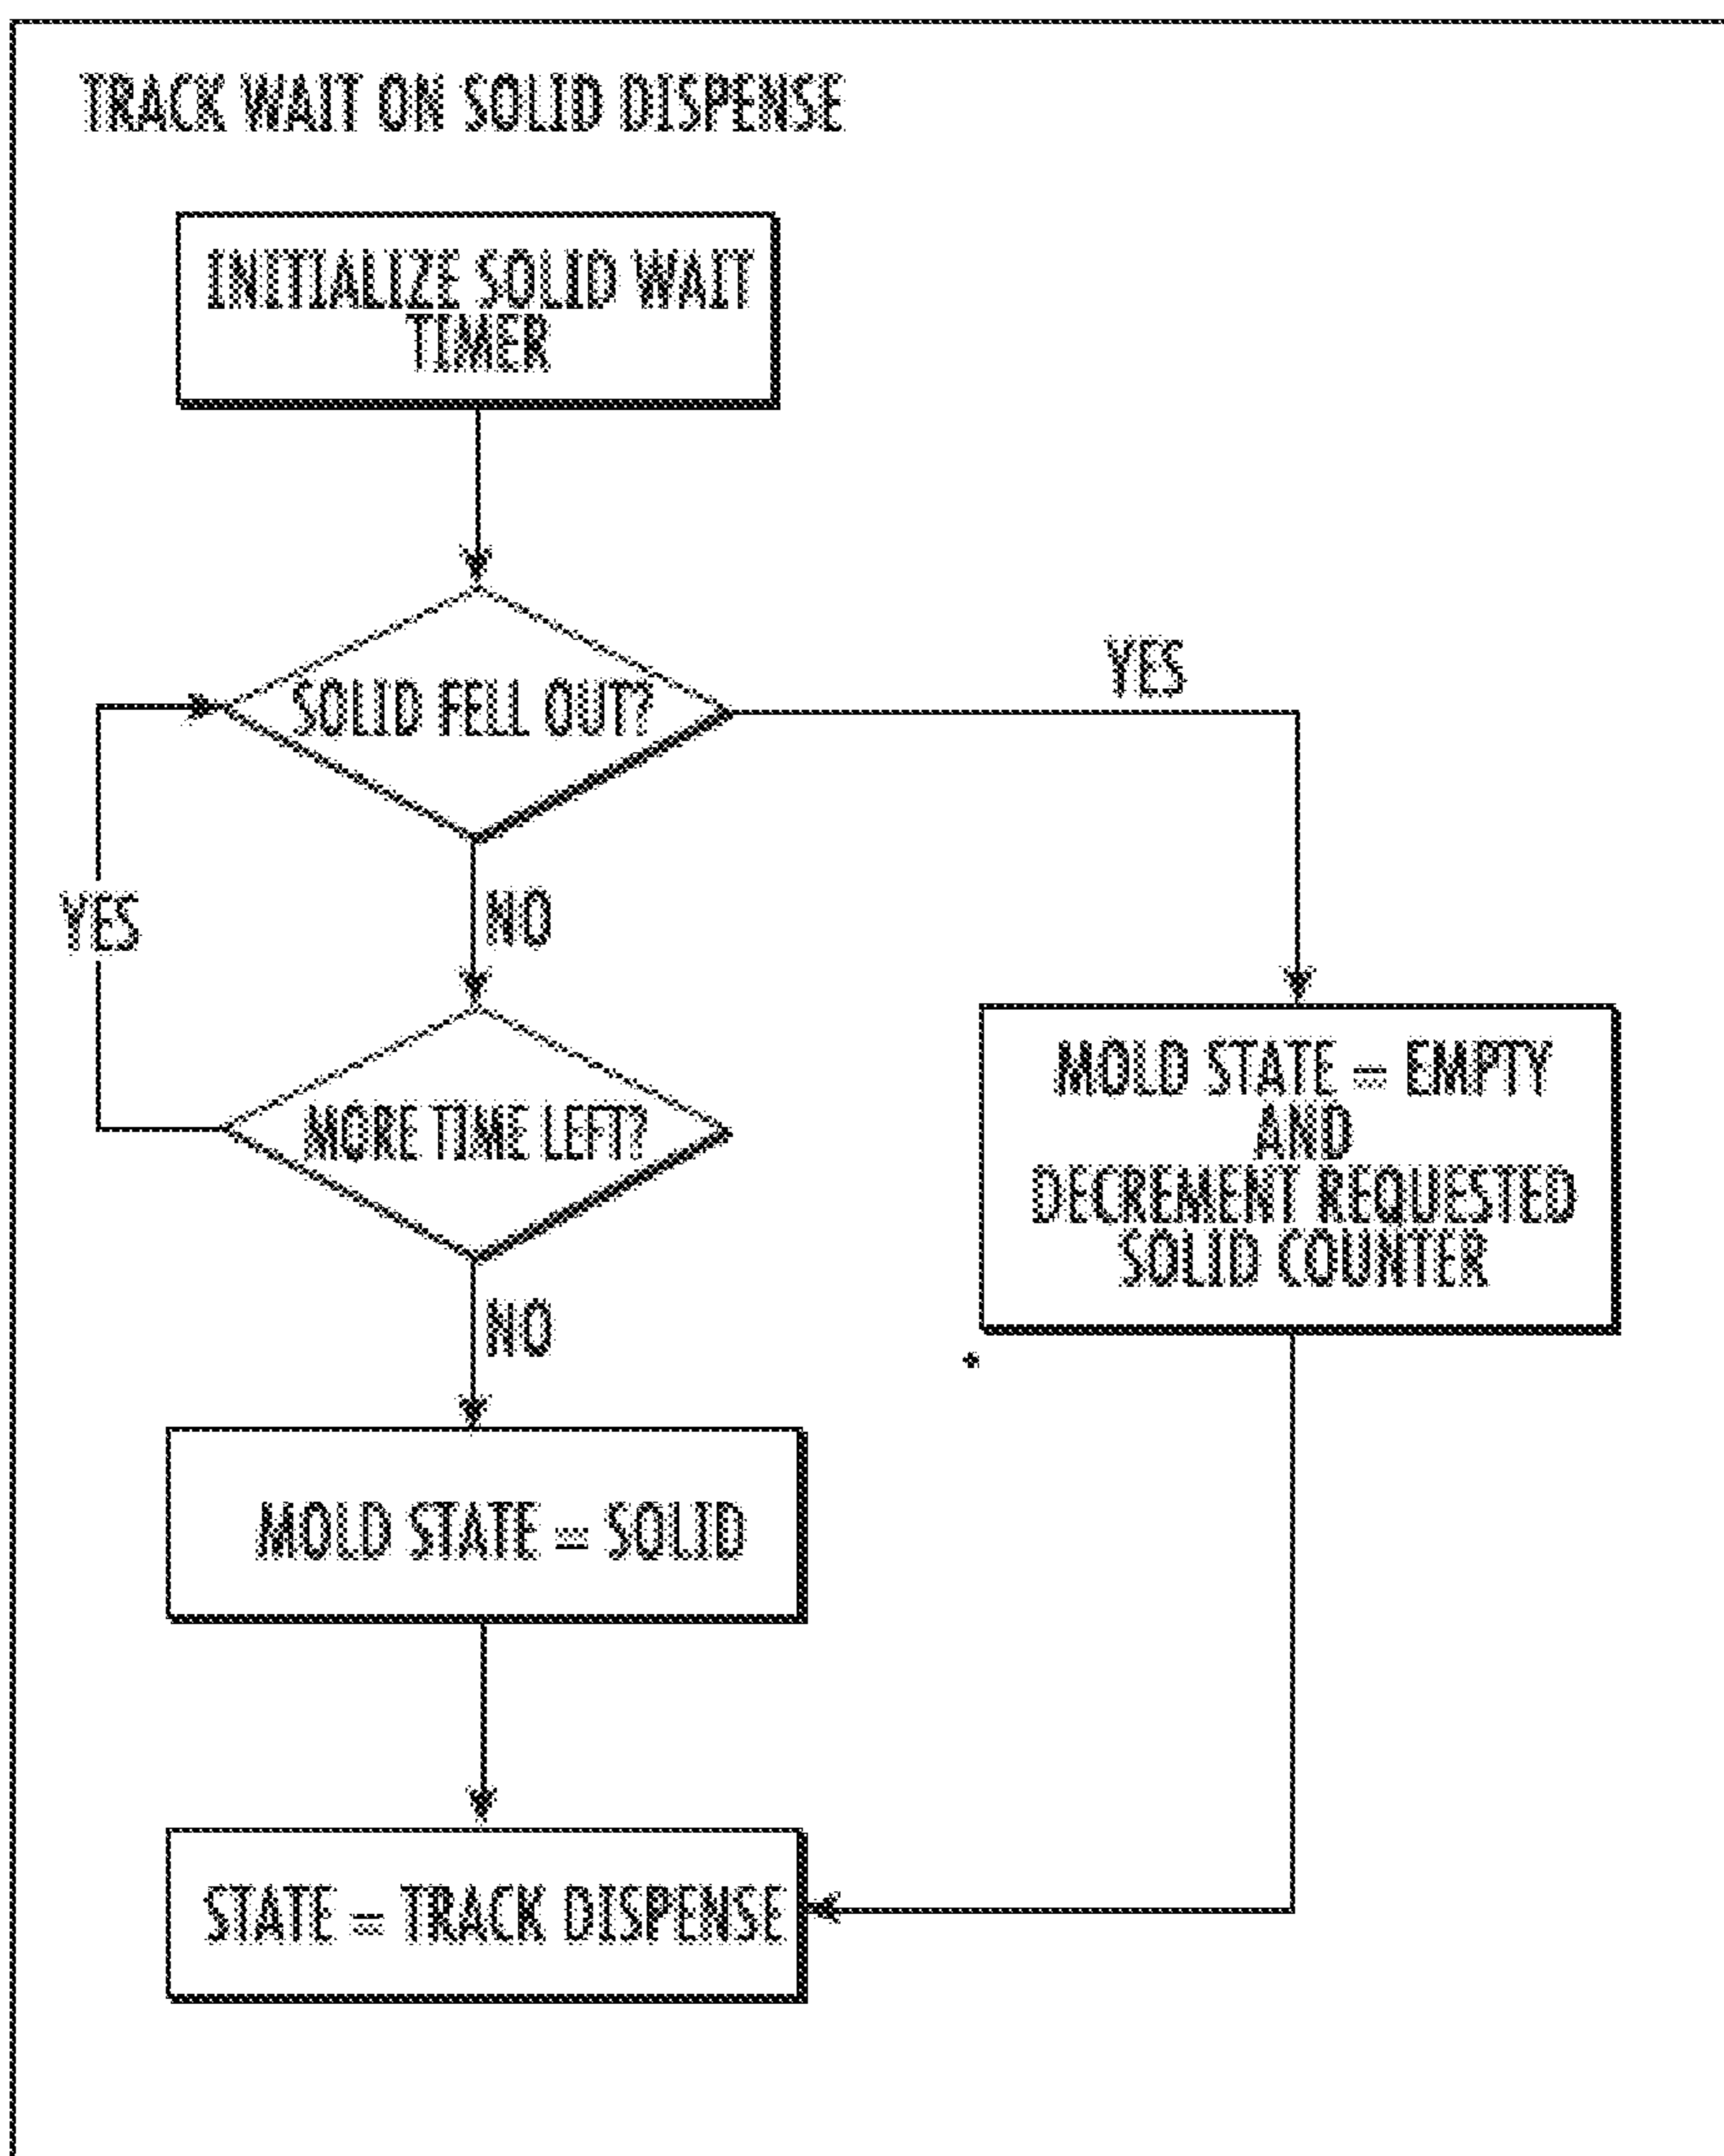 TRACK WAIT ON SOLID DISPENSE
INITIALIZE SOLID WAIT
TIMER
SOLID FELL OUT?
YES
YES
NO
MORE TIME LEFT?
MOLD STATE = EMPTY
AND
DECREMENT REQUESTED
SOLID COUNTER
NO
MOLD STATE = SOLID
STATE = TRACK DISPENSE